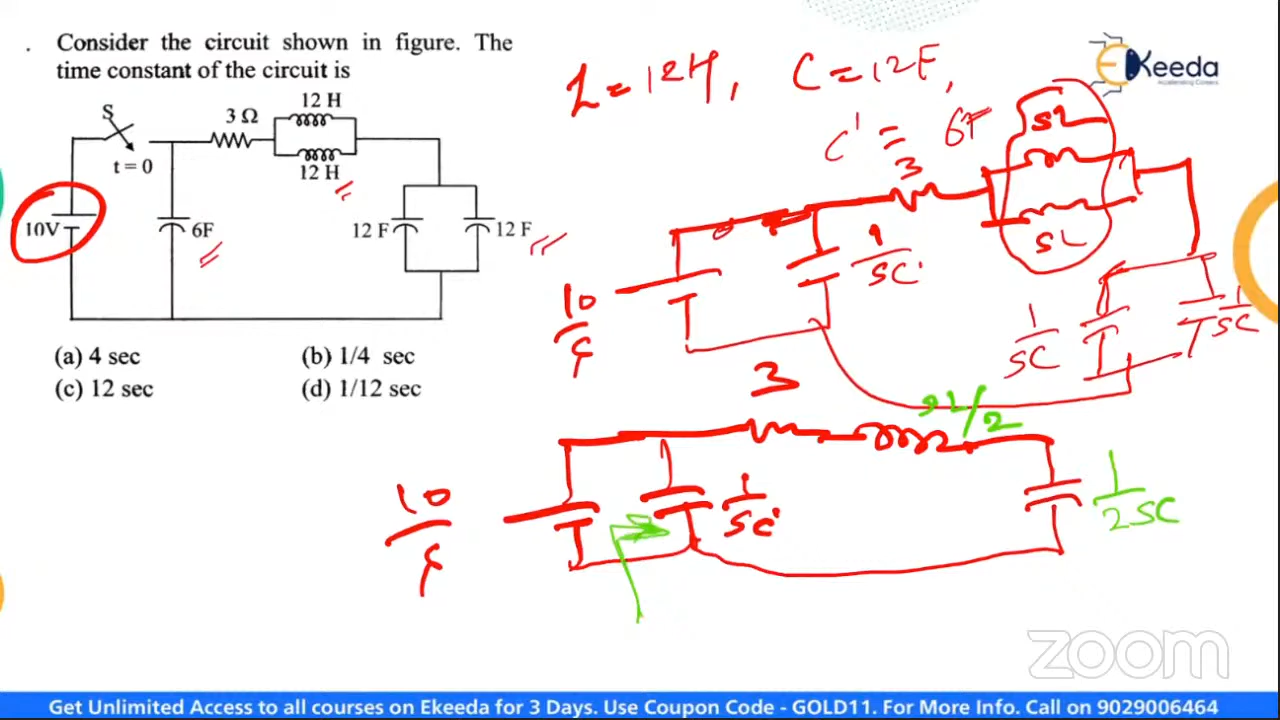 . Consider the circuit shown in figure. The
time constant of the circuit is
S
t = 0
10V
6F
3 Ω
12 H
12 H
12 F
12 F
(a) 4 sec
(b) 1/4 sec
(c) 12 sec
(d) 1/12 sec
L = 12H, C = 12F,
C' = 6F
EKeeda
Accelerating Careers
3
SL
SL
10/s
1/SC'
1/SC
1/SC
3
SL/2
10/s
1/SC'
1/2SC
zoom
Get Unlimited Access to all courses on Ekeeda for 3 Days. Use Coupon Code - GOLD11. For More Info. Call on 9029006464